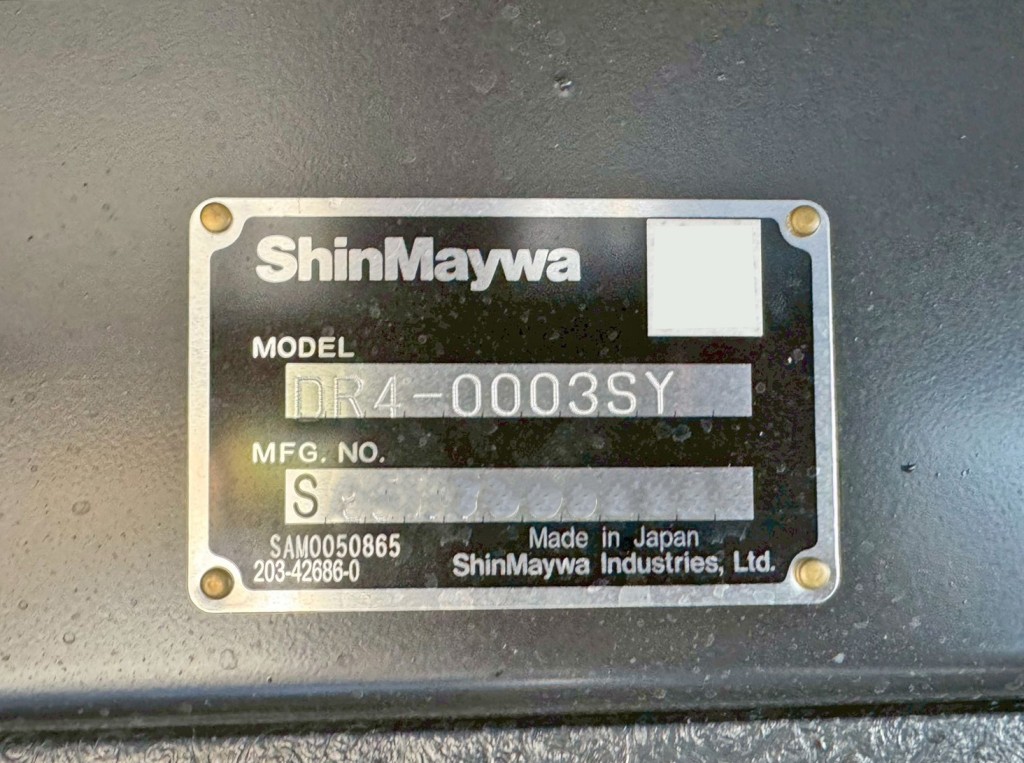 ShinMaywa
MODEL
DR4-0003SY
MFG. NO.
S
SAM0050865
203-42686-0
Made in Japan
ShinMaywa Industries, Ltd.